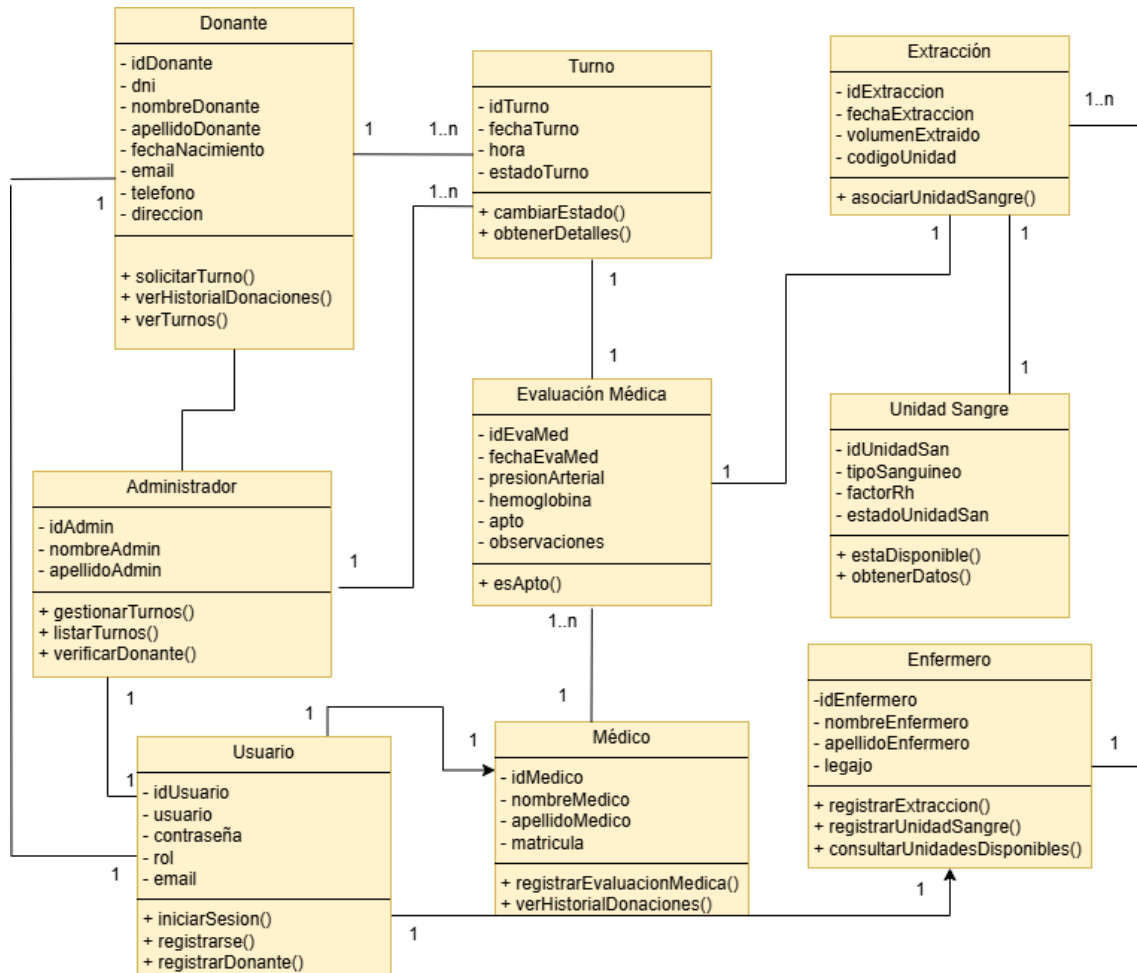 Donante
- idDonante
- dni
- nombreDonante
- apellidoDonante
- fechaNacimiento
- email
- telefono
- direccion
+ solicitarTurno()
+ verHistorialDonaciones()
+ verTurnos()
1
1..n
1
1..n
Turno
- idTurno
- fechaTurno
- hora
- estadoTurno
+ cambiarEstado()
+ obtenerDetalles()
1
1
Extracción
- idExtraccion
- fechaExtraccion
- volumenExtraido
- codigoUnidad
+ asociarUnidadSangre()
1..n
1
1
1
1
Evaluación Médica
- idEvaMed
- fechaEvaMed
- presionArterial
- hemoglobina
- apto
- observaciones
+ esApto()
1..n
1
Unidad Sangre
- idUnidadSan
- tipoSanguineo
- factorRh
- estadoUnidadSan
+ estaDisponible()
+ obtenerDatos()
Administrador
- idAdmin
- nombreAdmin
- apellidoAdmin
+ gestionarTurnos()
+ listarTurnos()
+ verificarDonante()
1
1
1
1
1
1
Usuario
- idUsuario
- usuario
- contraseña
- rol
- email
+ iniciarSesion()
+ registrarse()
+ registrarDonante()
1
1
Médico
- idMedico
- nombreMedico
- apellidoMedico
- matricula
+ registrarEvaluacionMedica()
+ verHistorialDonaciones()
Enfermero
-idEnfermero
- nombreEnfermero
- apellidoEnfermero
- legajo
+ registrarExtraccion()
+ registrarUnidadSangre()
+ consultarUnidadesDisponibles()
1